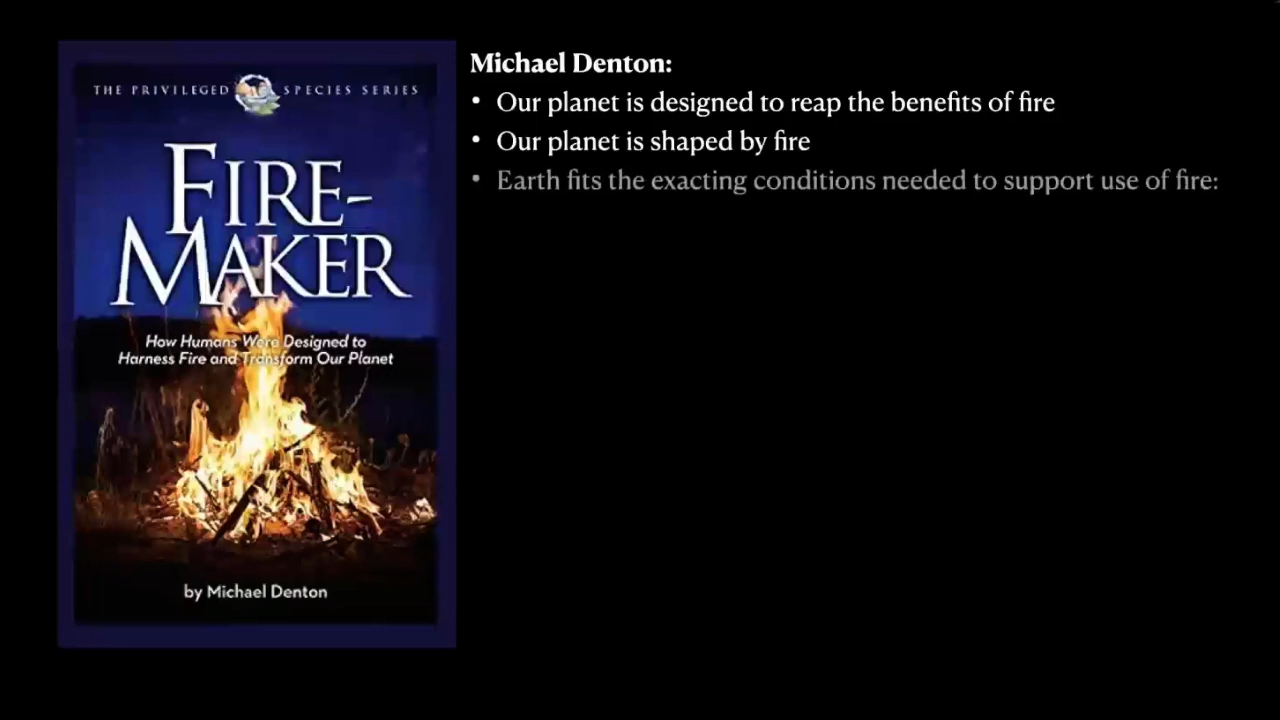 THE PRIVILEGED SPECIES SERIES
FIRE-
MAKER
How Humans Were Designed to
Harness Fire and Transform Our Planet
by Michael Denton
Michael Denton:
• Our planet is designed to reap the benefits of fire
• Our planet is shaped by fire
• Earth fits the exacting conditions needed to support use of fire: